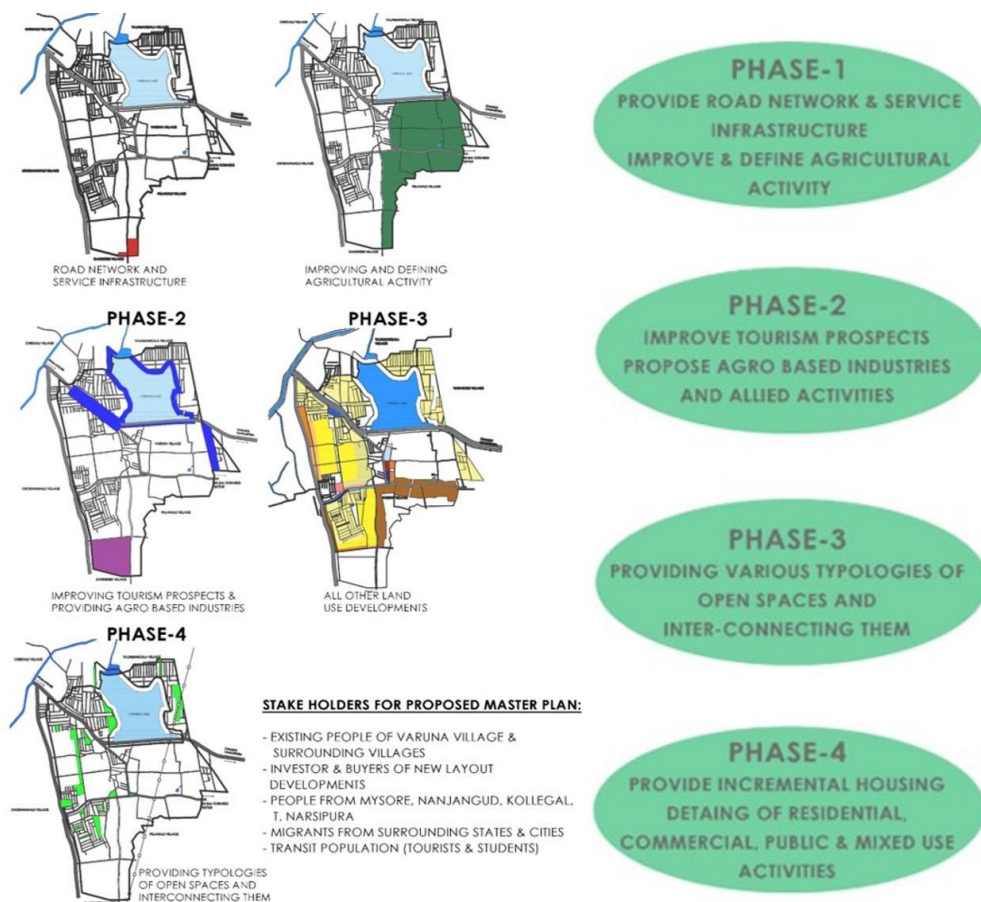 ROAD NETWORK AND
SERVICE INFRASTRUCTURE
IMPROVING AND DEFINING
AGRICULTURAL ACTIVITY
PHASE-2
PHASE-3
IMPROVING TOURISM PROSPECTS &
PROVIDING AGRO BASED INDUSTRIES
ALL OTHER LAND
USE DEVELOPMENTS
PHASE-4
PROVIDING TYPOLOGIES
OF OPEN SPACES AND
INTERCONNECTING THEM
STAKE HOLDERS FOR PROPOSED MASTER PLAN:
- EXISTING PEOPLE OF VARUNA VILLAGE &
SURROUNDING VILLAGES
- INVESTOR & BUYERS OF NEW LAYOUT
DEVELOPMENTS
- PEOPLE FROM MYSORE, NANJANGUD, KOLLEGAL,
T. NARSIPURA
- MIGRANTS FROM SURROUNDING STATES & CITIES
- TRANSIT POPULATION (TOURISTS & STUDENTS)
PHASE-1
PROVIDE ROAD NETWORK & SERVICE
INFRASTRUCTURE
IMPROVE & DEFINE AGRICULTURAL
ACTIVITY
PHASE-2
IMPROVE TOURISM PROSPECTS
PROPOSE AGRO BASED INDUSTRIES
AND ALLIED ACTIVITIES
PHASE-3
PROVIDING VARIOUS TYPOLOGIES OF
OPEN SPACES AND
INTER-CONNECTING THEM
PHASE-4
PROVIDE INCREMENTAL HOUSING
DETAING OF RESIDENTIAL,
COMMERCIAL, PUBLIC & MIXED USE
ACTIVITIES